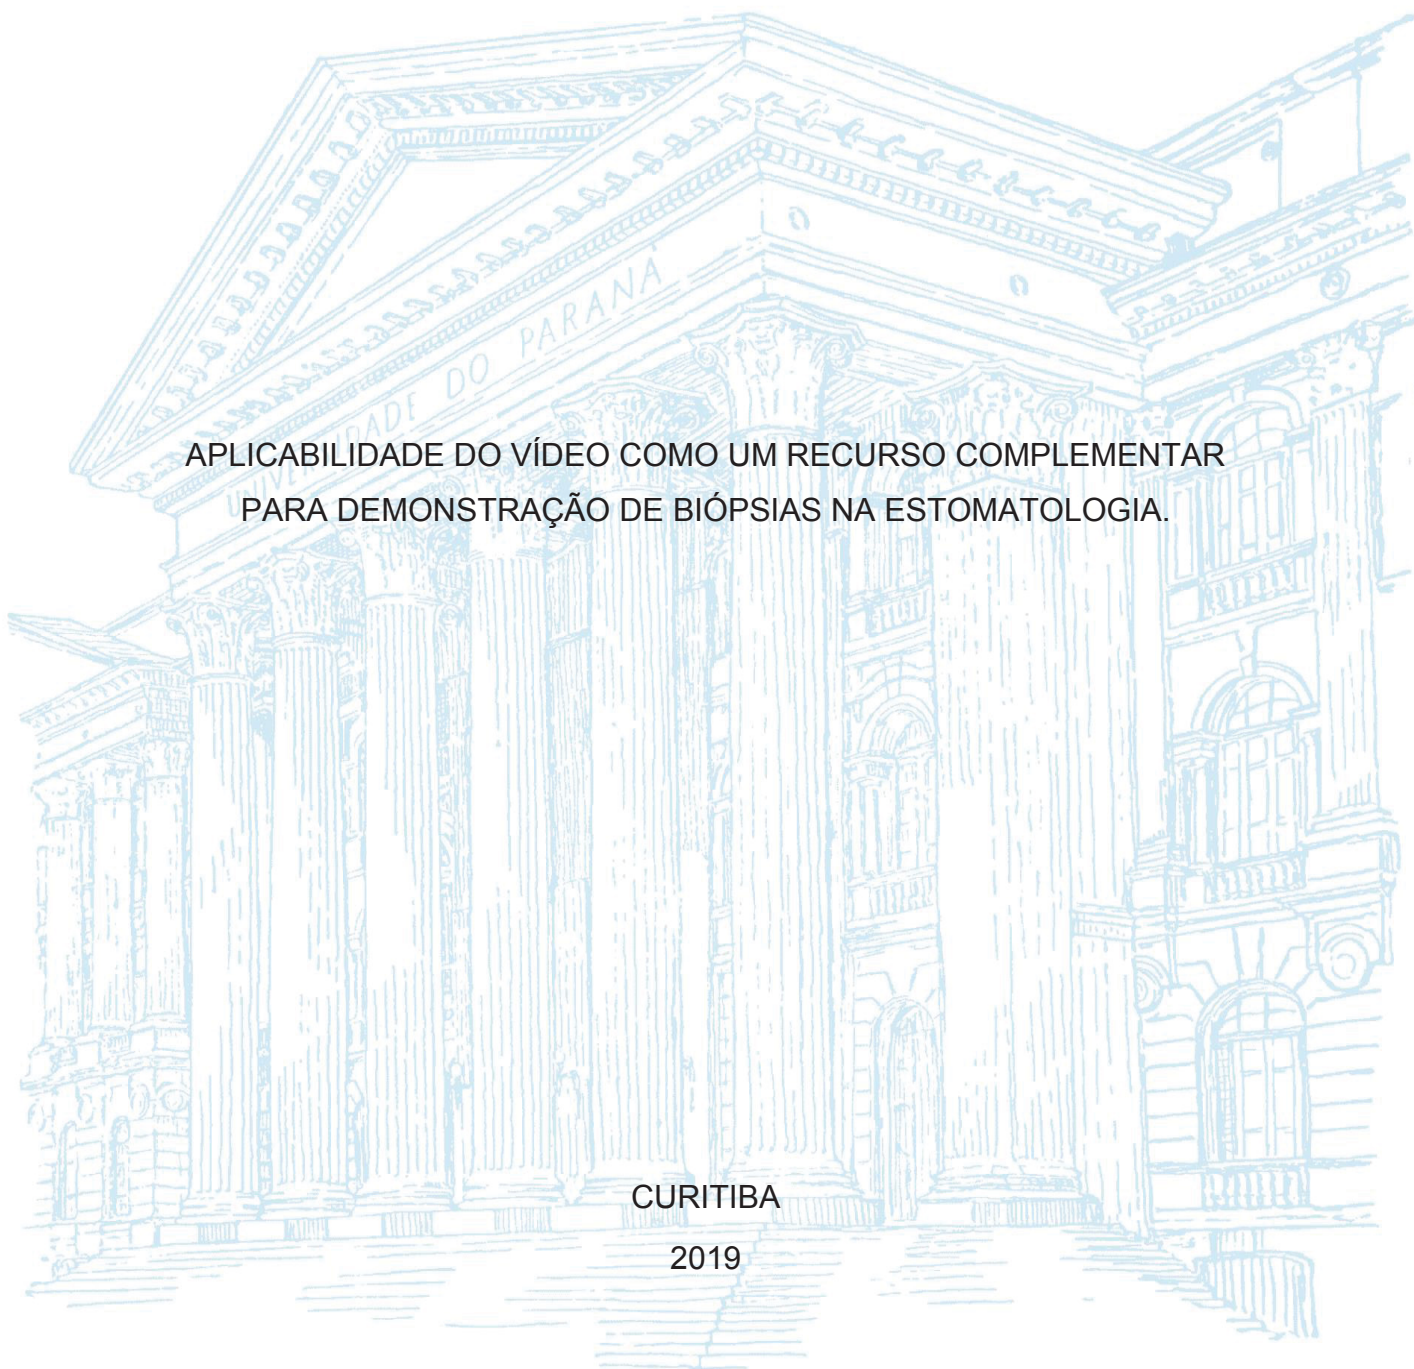 UNIVERSIDADE DO PARANÁ
APLICABILIDADE DO VÍDEO COMO UM RECURSO COMPLEMENTAR
PARA DEMONSTRAÇÃO DE BIÓPSIAS NA ESTOMATOLOGIA.
CURITIBA
2019